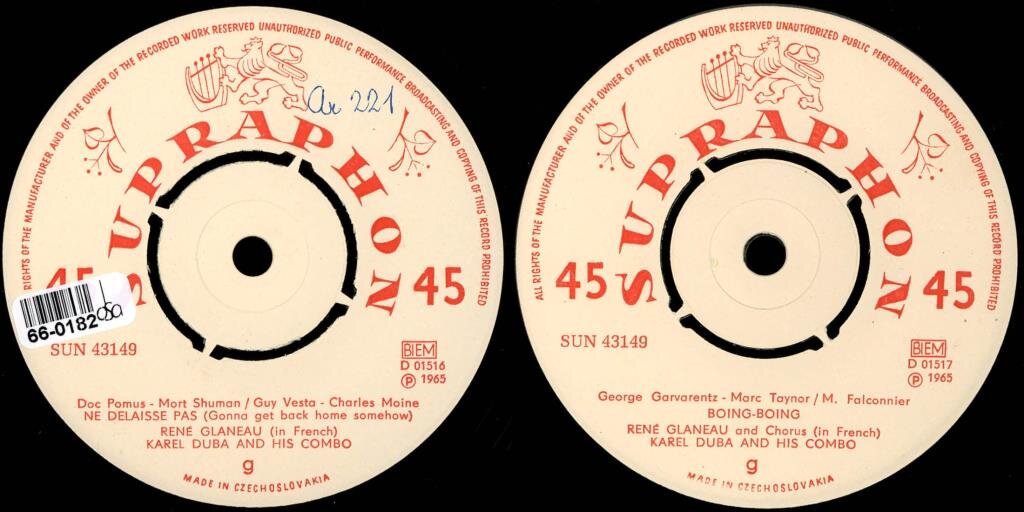 ALL RIGHTS OF THE MANUFACTURER AND OF THE OWNER OF THE RECORDED WORK RESERVED UNAUTHORIZED PUBLIC PERFORMANCE BROADCASTING AND COPYING OF THIS RECORD PROHIBITED
Ax 221
SUPRAPHON
45 45
66-0182
SUN 43149
BIEM
D 01516
Ⓟ 1965
Doc Pomus - Mort Shuman / Guy Vesta - Charles Moine
NE DELAISSE PAS (Gonna get back home somehow)
RENÉ GLANEAU (in French)
KAREL DUBA AND HIS COMBO
g
MADE IN CZECHOSLOVAKIA
ALL RIGHTS OF THE MANUFACTURER AND OF THE OWNER OF THE RECORDED WORK RESERVED UNAUTHORIZED PUBLIC PERFORMANCE BROADCASTING AND COPYING OF THIS RECORD PROHIBITED
SUPRAPHON
45 45
SUN 43149
BIEM
D 01517
Ⓟ 1965
George Garvarentz - Marc Taynor / M. Falconnier
BOING-BOING
RENÉ GLANEAU and Chorus (in French)
KAREL DUBA AND HIS COMBO
g
MADE IN CZECHOSLOVAKIA